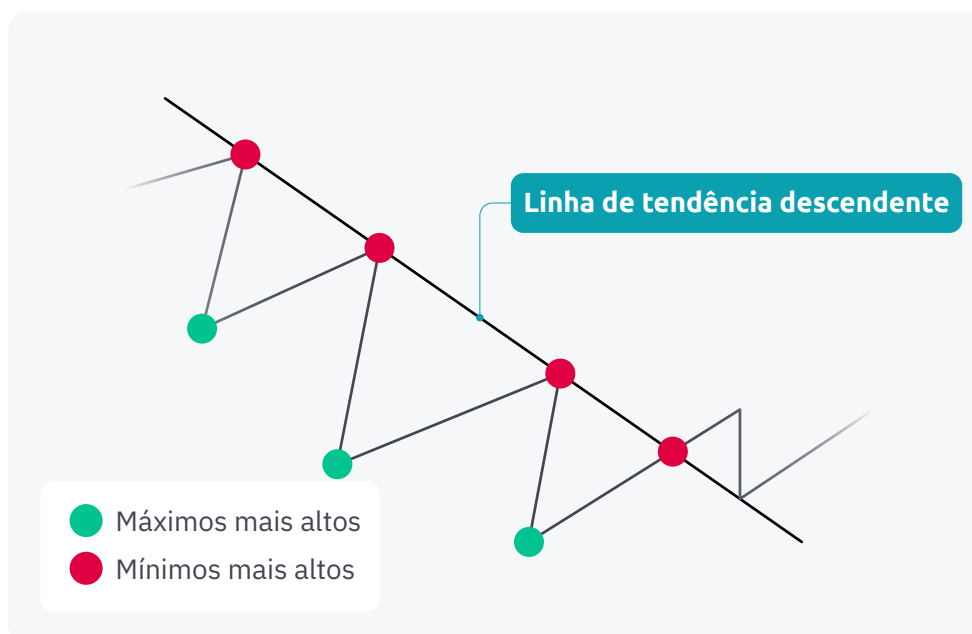 Linha de tendência descendente
Máximos mais altos
Mínimos mais altos